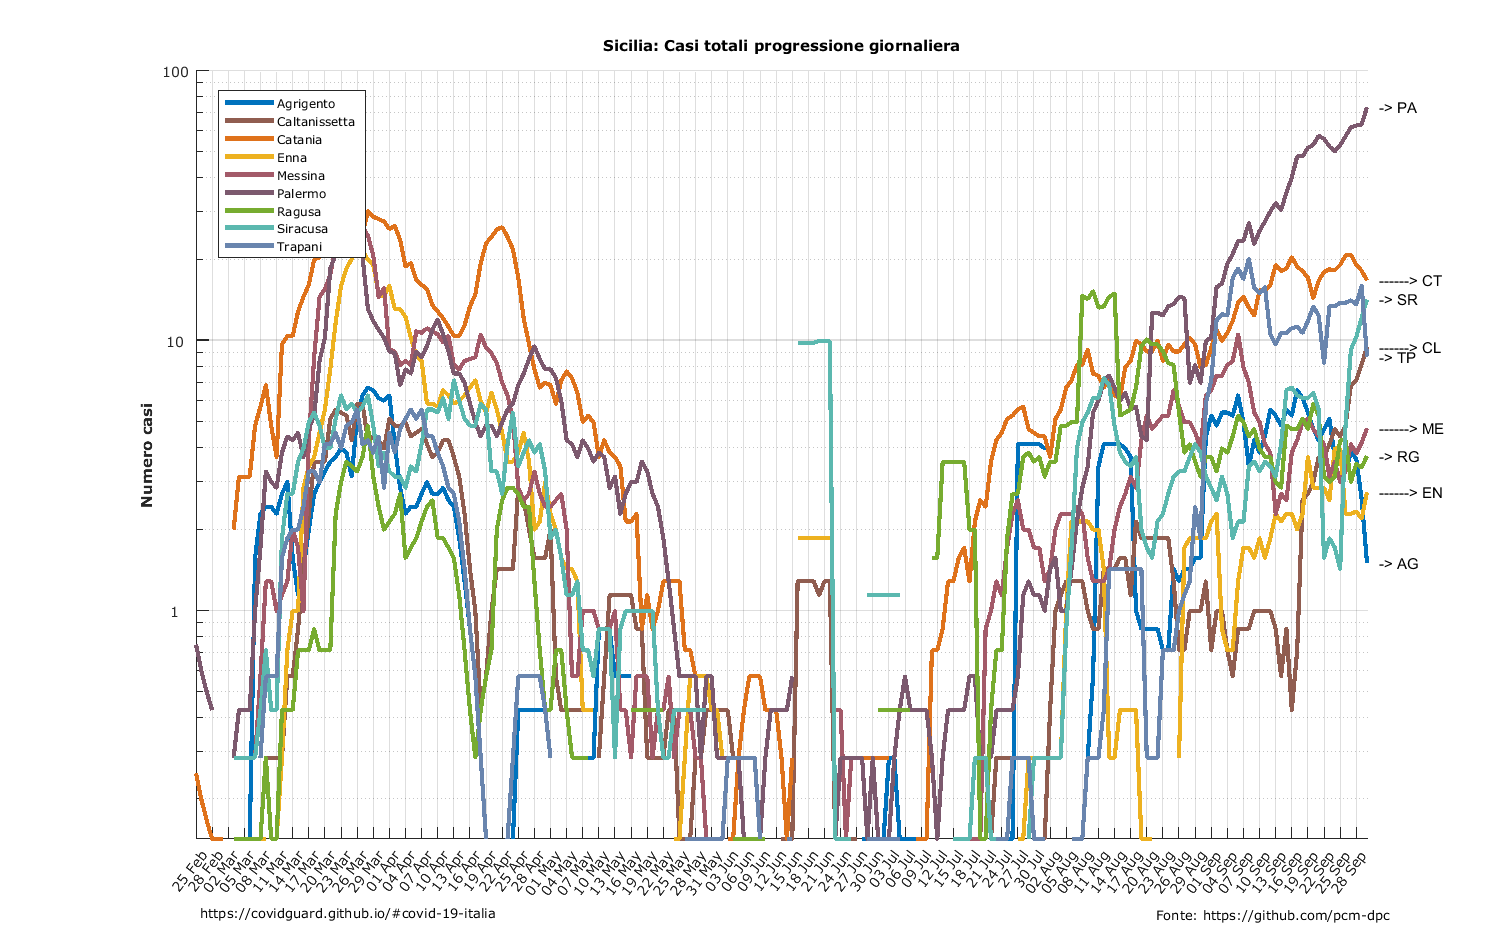 Sicilia: Casi totali progressione giornaliera
Numero casi
100
10
1
Agrigento
Caltanissetta
Catania
Enna
Messina
Palermo
Ragusa
Siracusa
Trapani
-> PA
------> CT
-> SR
------> CL
-> TP
------> ME
-> RG
------> EN
-> AG
25 Feb
28 Feb
02 Mar
05 Mar
08 Mar
11 Mar
14 Mar
17 Mar
20 Mar
23 Mar
26 Mar
29 Mar
01 Apr
04 Apr
07 Apr
10 Apr
13 Apr
16 Apr
19 Apr
22 Apr
25 Apr
28 Apr
01 May
04 May
07 May
10 May
13 May
16 May
19 May
22 May
25 May
28 May
31 May
03 Jun
06 Jun
09 Jun
12 Jun
15 Jun
18 Jun
21 Jun
24 Jun
27 Jun
30 Jun
03 Jul
06 Jul
09 Jul
12 Jul
15 Jul
18 Jul
21 Jul
24 Jul
27 Jul
30 Jul
02 Aug
05 Aug
08 Aug
11 Aug
14 Aug
17 Aug
20 Aug
23 Aug
26 Aug
29 Aug
01 Sep
04 Sep
07 Sep
10 Sep
13 Sep
16 Sep
19 Sep
22 Sep
25 Sep
28 Sep
https://covidguard.github.io/#covid-19-italia
Fonte: https://github.com/pcm-dpc